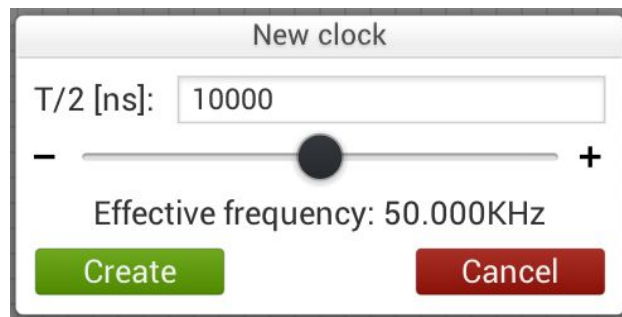 New clock
T/2 [ns]: 10000
− +
Effective frequency: 50.000KHz
Create Cancel